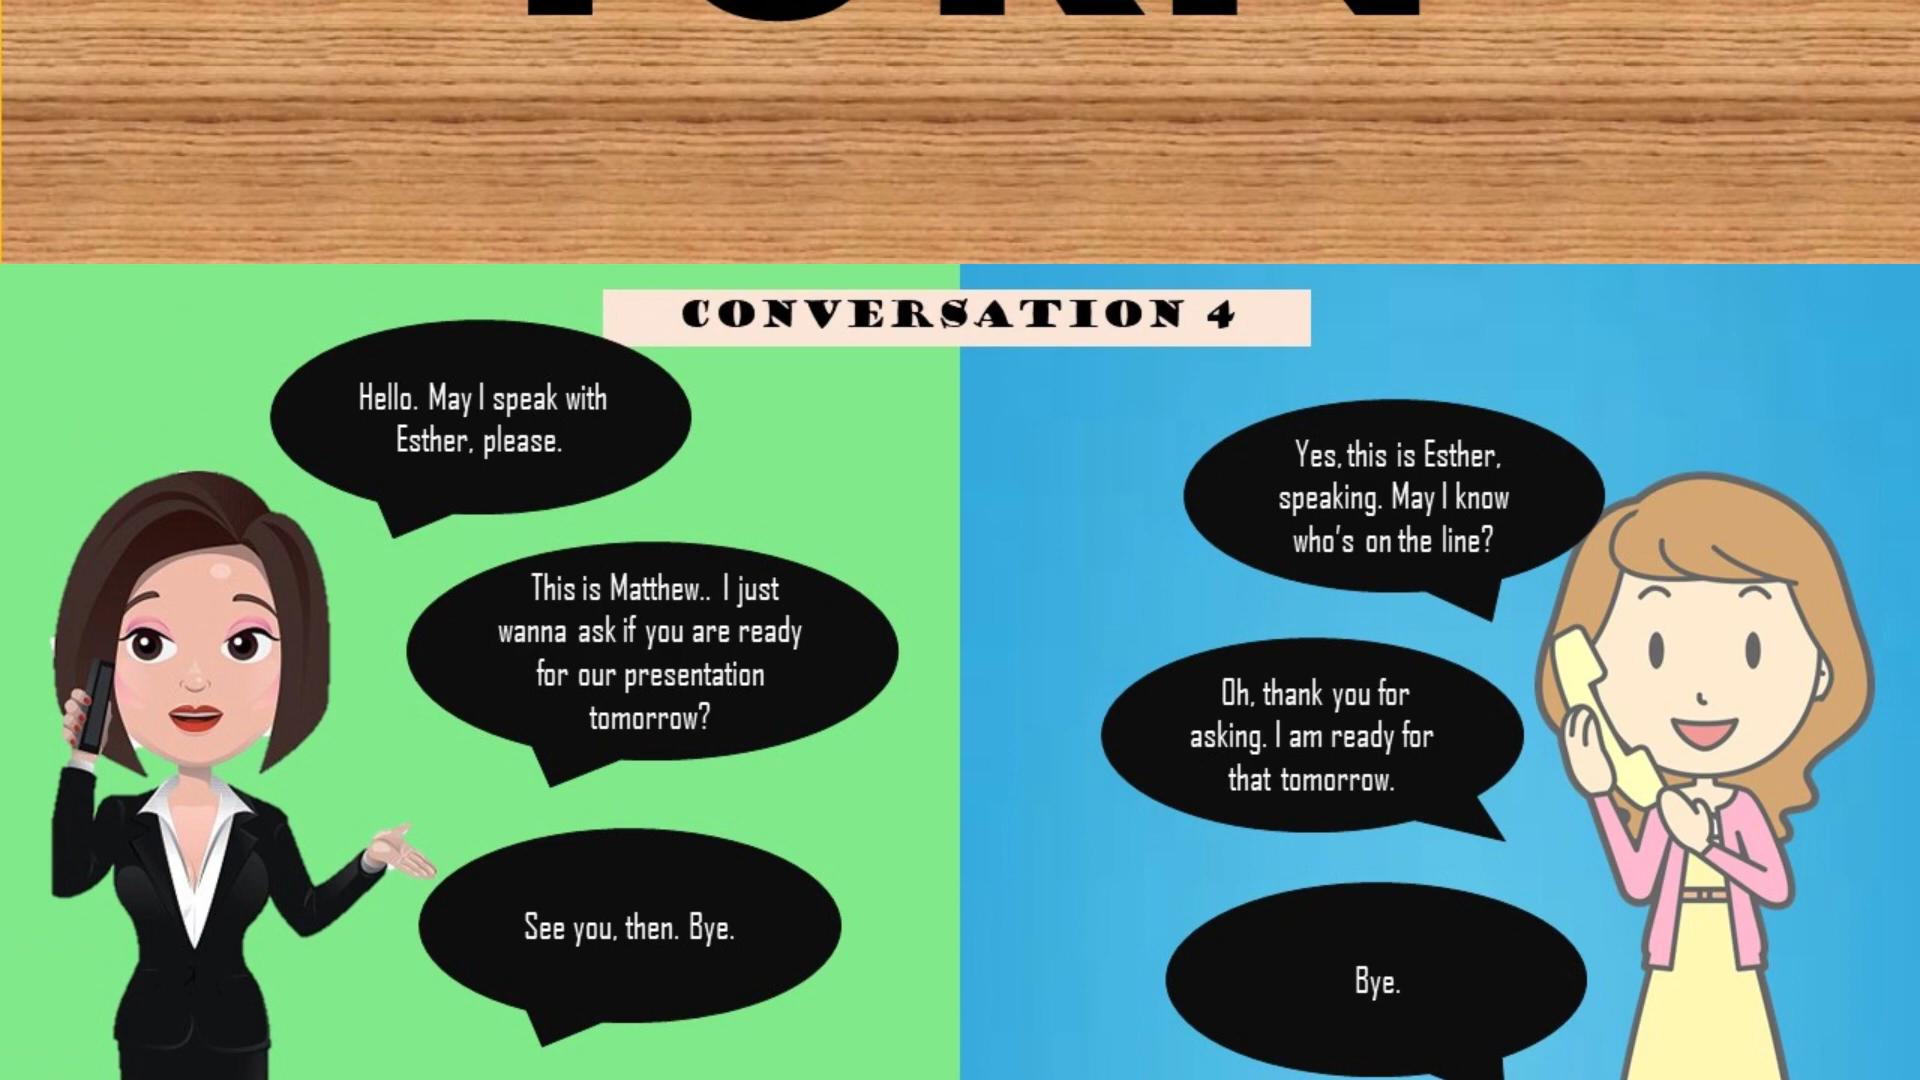 CONVERSATION 4
Hello. May I speak with
Esther, please.
Yes, this is Esther,
speaking. May I know
who's on the line?
This is Matthew.. I just
wanna ask if you are ready
for our presentation
tomorrow?
Oh, thank you for
asking. I am ready for
that tomorrow.
See you, then. Bye.
Bye.